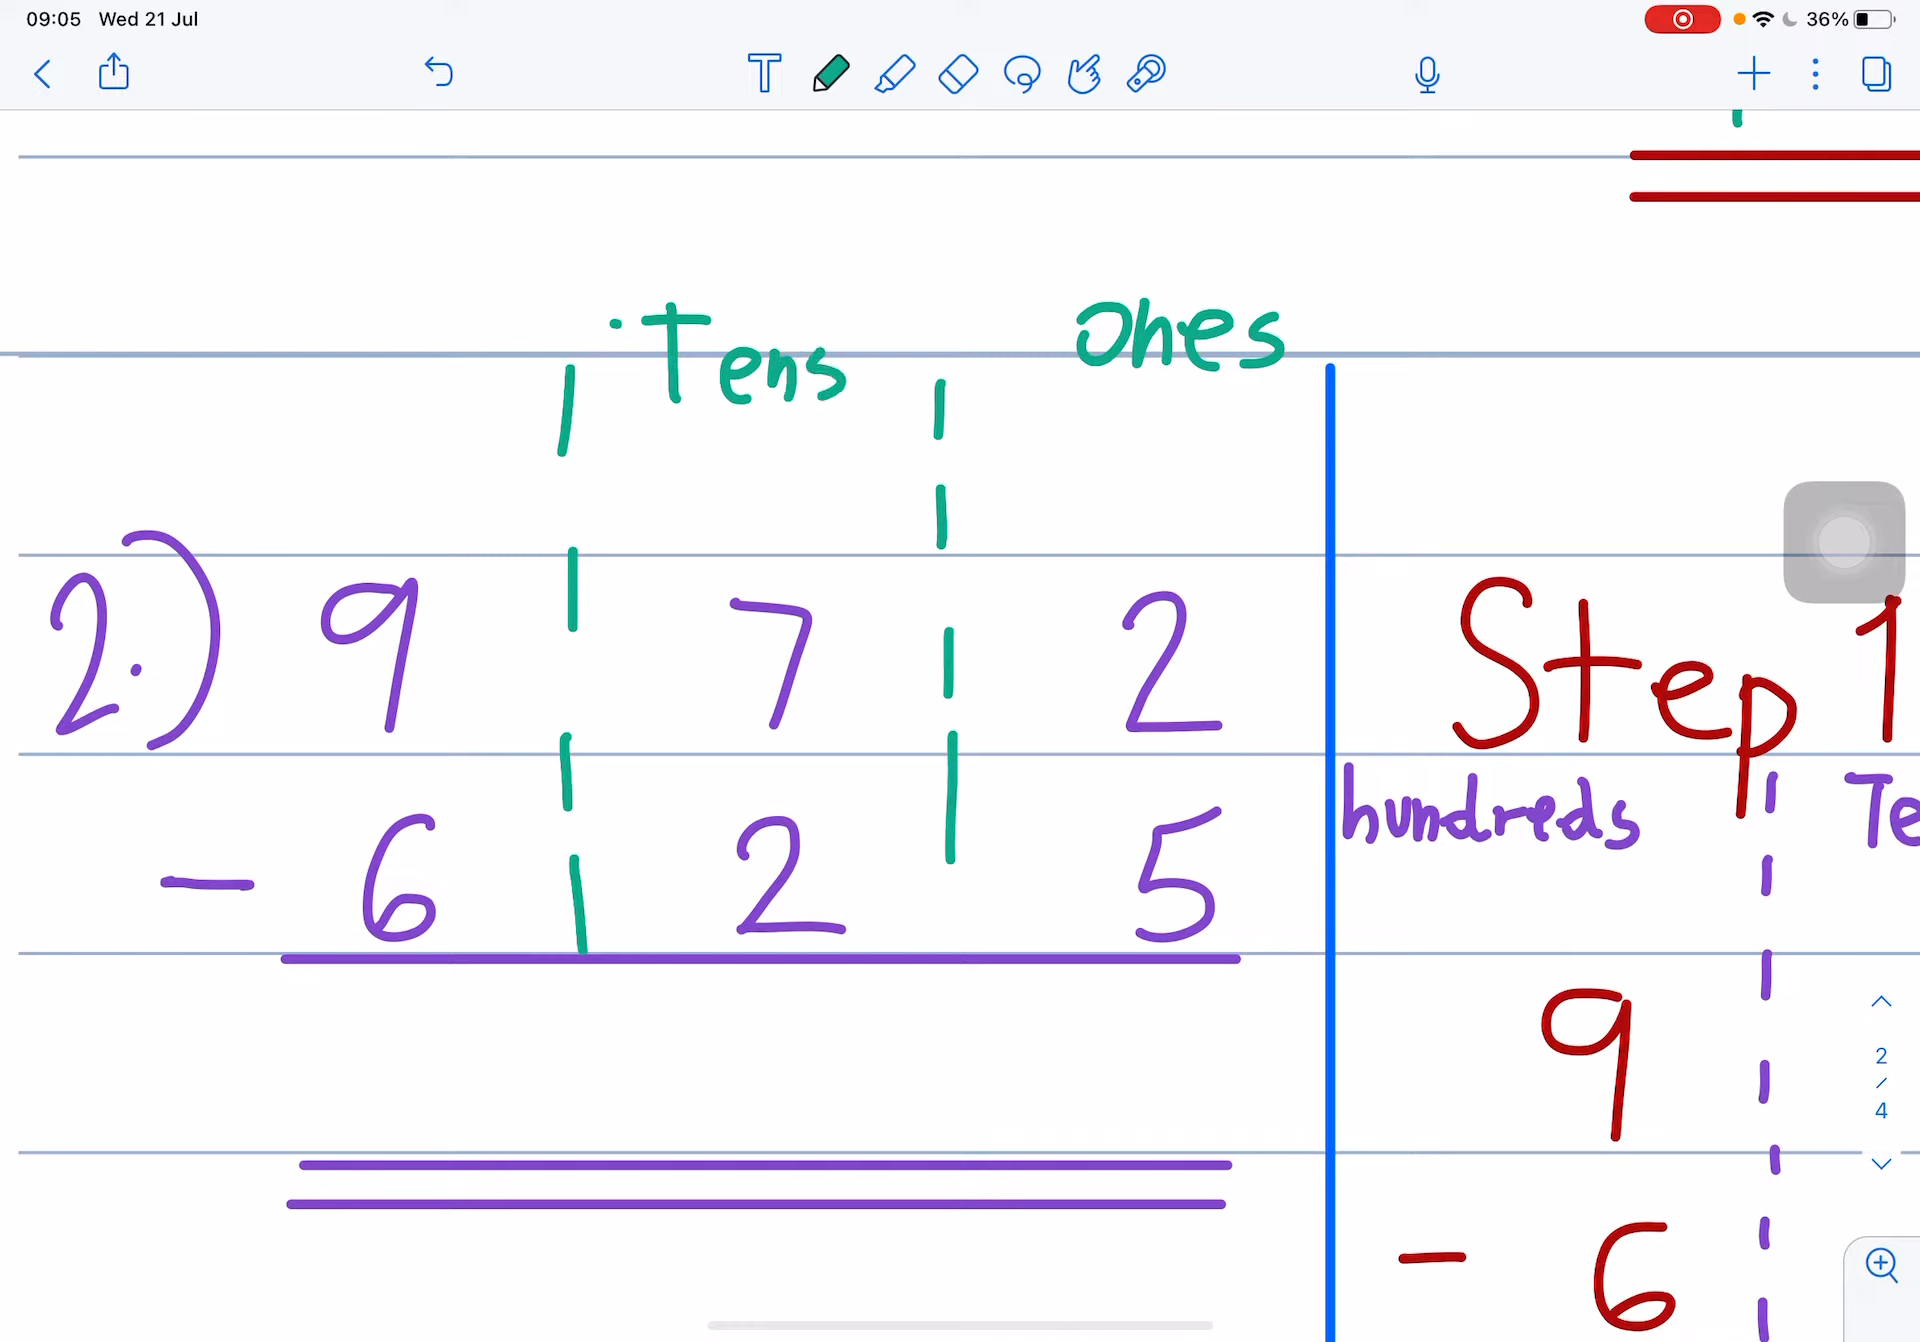 09:05 Wed 21 Jul 36%
Tens ones
2.) 9 7 2
- 6 2 5
Step 1
hundreds Te
9
- 6
2
/
4